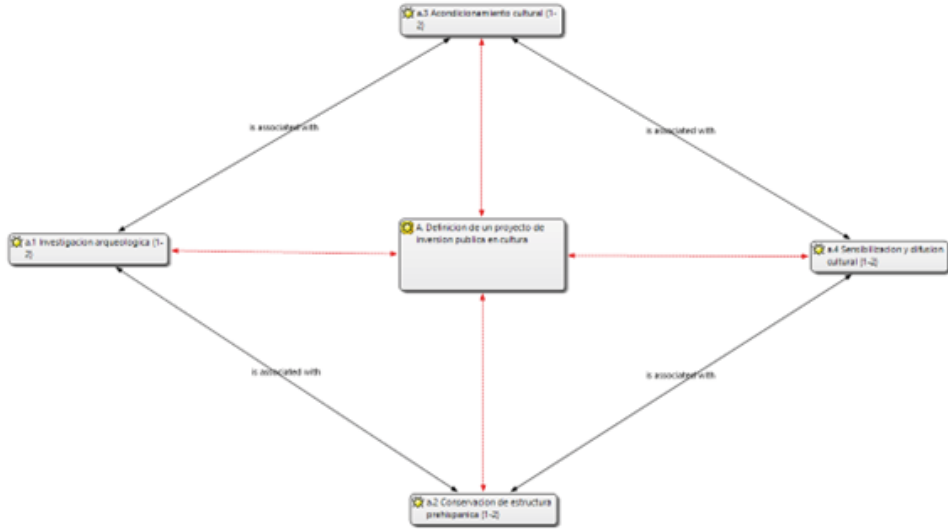 a.3 Acondicionamiento cultural {1-
2}
is associated with
is associated with
a.1 Investigacion arqueologica {1-
2}
A. Definicion de un proyecto de
inversion publica en cultura
a.4 Sensibilizacion y difusion
cultural {1-2}
is associated with
is associated with
a.2 Conservacion de estructura
prehispanica {1-2}